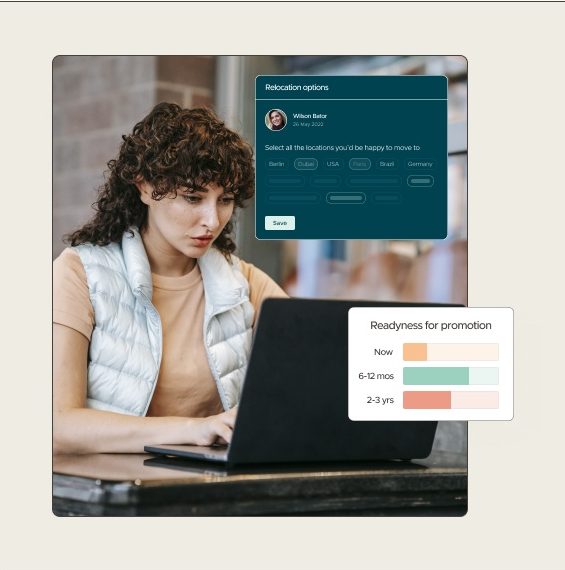 Relocation options
Wilson Bator
26 May 2022
Select all the locations you'd be happy to move to
Berlin Dubai USA Paris Brazil Germany
Save
Readyness for promotion
Now
6-12 mos
2-3 yrs